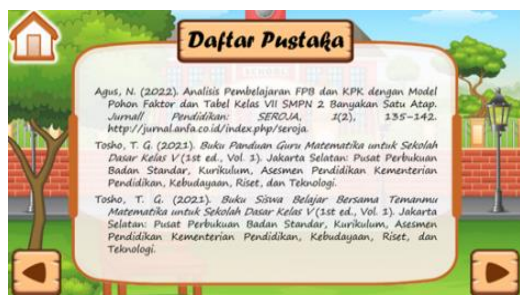 Daftar Pustaka
Agus, N. (2022). Analisis Pembelajaran FPB dan KPK dengan Model
Pohon Faktor dan Tabel Kelas VII SMPN 2 Banyakan Satu Atap.
Jurnall Pendidikan: SEROJA, 1(2), 135–142.
http://jurnal.anfa.co.id/index.php/seroja.
Tosho, T. G. (2021). Buku Panduan Guru Matematika untuk Sekolah
Dasar Kelas V (1st ed., Vol. 1). Jakarta Selatan: Pusat Perbukuan
Badan Standar, Kurikulum, Asesmen Pendidikan Kementerian
Pendidikan, Kebudayaan, Riset, dan Teknologi.
Tosho, T. G. (2021). Buku Siswa Belajar Bersama Temanmu
Matematika untuk Sekolah Dasar Kelas V (1st ed., Vol. 1). Jakarta
Selatan: Pusat Perbukuan Badan Standar, Kurikulum, Asesmen
Pendidikan Kementerian Pendidikan, Kebudayaan, Riset, dan
Teknologi.